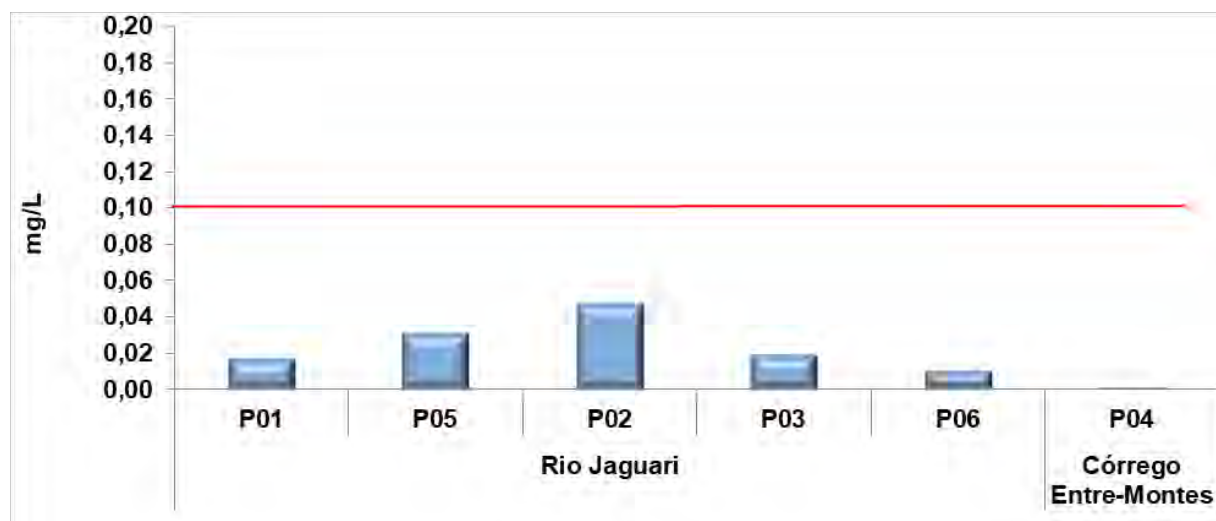 0,20
0,18
0,16
0,14
0,12
0,10
0,08
0,06
0,04
0,02
0,00
mg/L
P01 P05 P02 P03 P06 P04
Rio Jaguari
Córrego
Entre-Montes